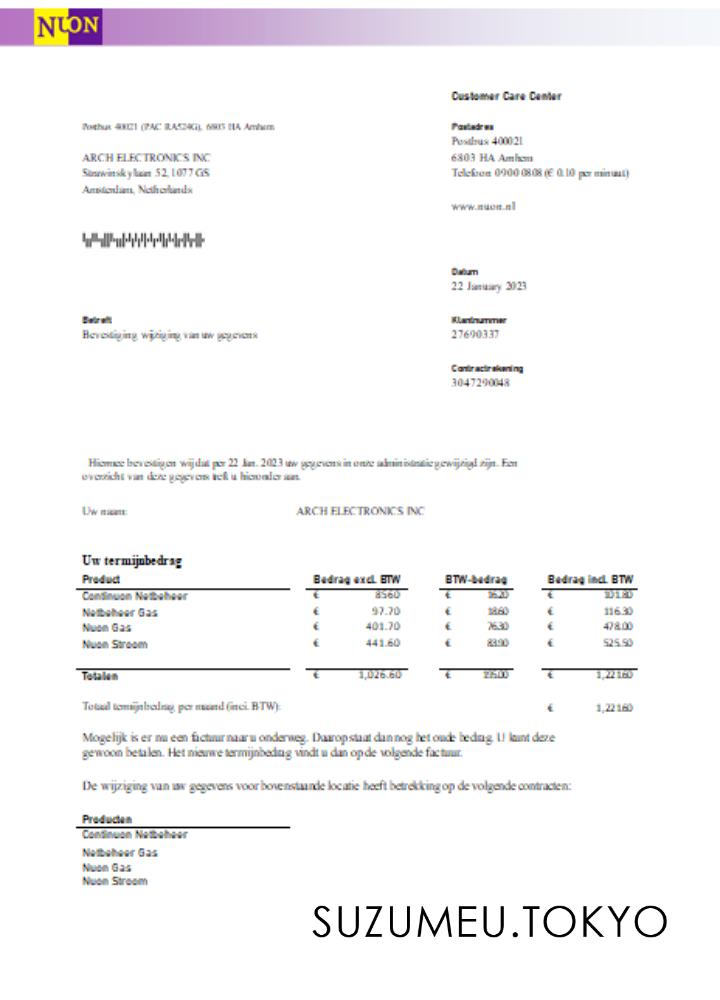 NUON
Customer Care Center
Postbus 40021 (PAC RA524G), 6803 HA Arnhem
Postadres
Postbus 400021
ARCH ELECTRONICS INC
6803 HA Arnhem
Strawinskylaan 52, 1077 GS
Telefoon 0900 0808 (€ 0.10 per minuut)
Amsterdam, Netherlands
www.nuon.nl
Datum
22 January 2023
Betreft
Klantnummer
Bevestiging wijziging van uw gegevens
27690337
Contractrekening
3047290048
Hiermee bevestigen wij dat per 22 Jan. 2023 uw gegevens in onze administratie gewijzigd zijn. Een
overzicht van deze gegevens treft u hieronder aan.
Uw naam: ARCH ELECTRONICS INC
Uw termijnbedrag
Product Bedrag excl. BTW BTW-bedrag Bedrag incl. BTW
Continuon Netbeheer € 8560 € 16.20 € 101.80
Netbeheer Gas € 97.70 € 18.60 € 116.30
Nuon Gas € 401.70 € 76.30 € 478.00
Nuon Stroom € 441.60 € 83.90 € 525.50
Totalen € 1,026.60 € 195.00 € 1,221.60
Totaal termijnbedrag per maand (incl. BTW): € 1,221.60
Mogelijk is er nu een factuur naar u onderweg. Daarop staat dan nog het oude bedrag. U kunt deze
gewoon betalen. Het nieuwe termijnbedrag vindt u dan op de volgende factuur.
De wijziging van uw gegevens voor bovenstaande locatie heeft betrekking op de volgende contracten:
Producten
Continuon Netbeheer
Netbeheer Gas
Nuon Gas
Nuon Stroom
SUZUMEU.TOKYO